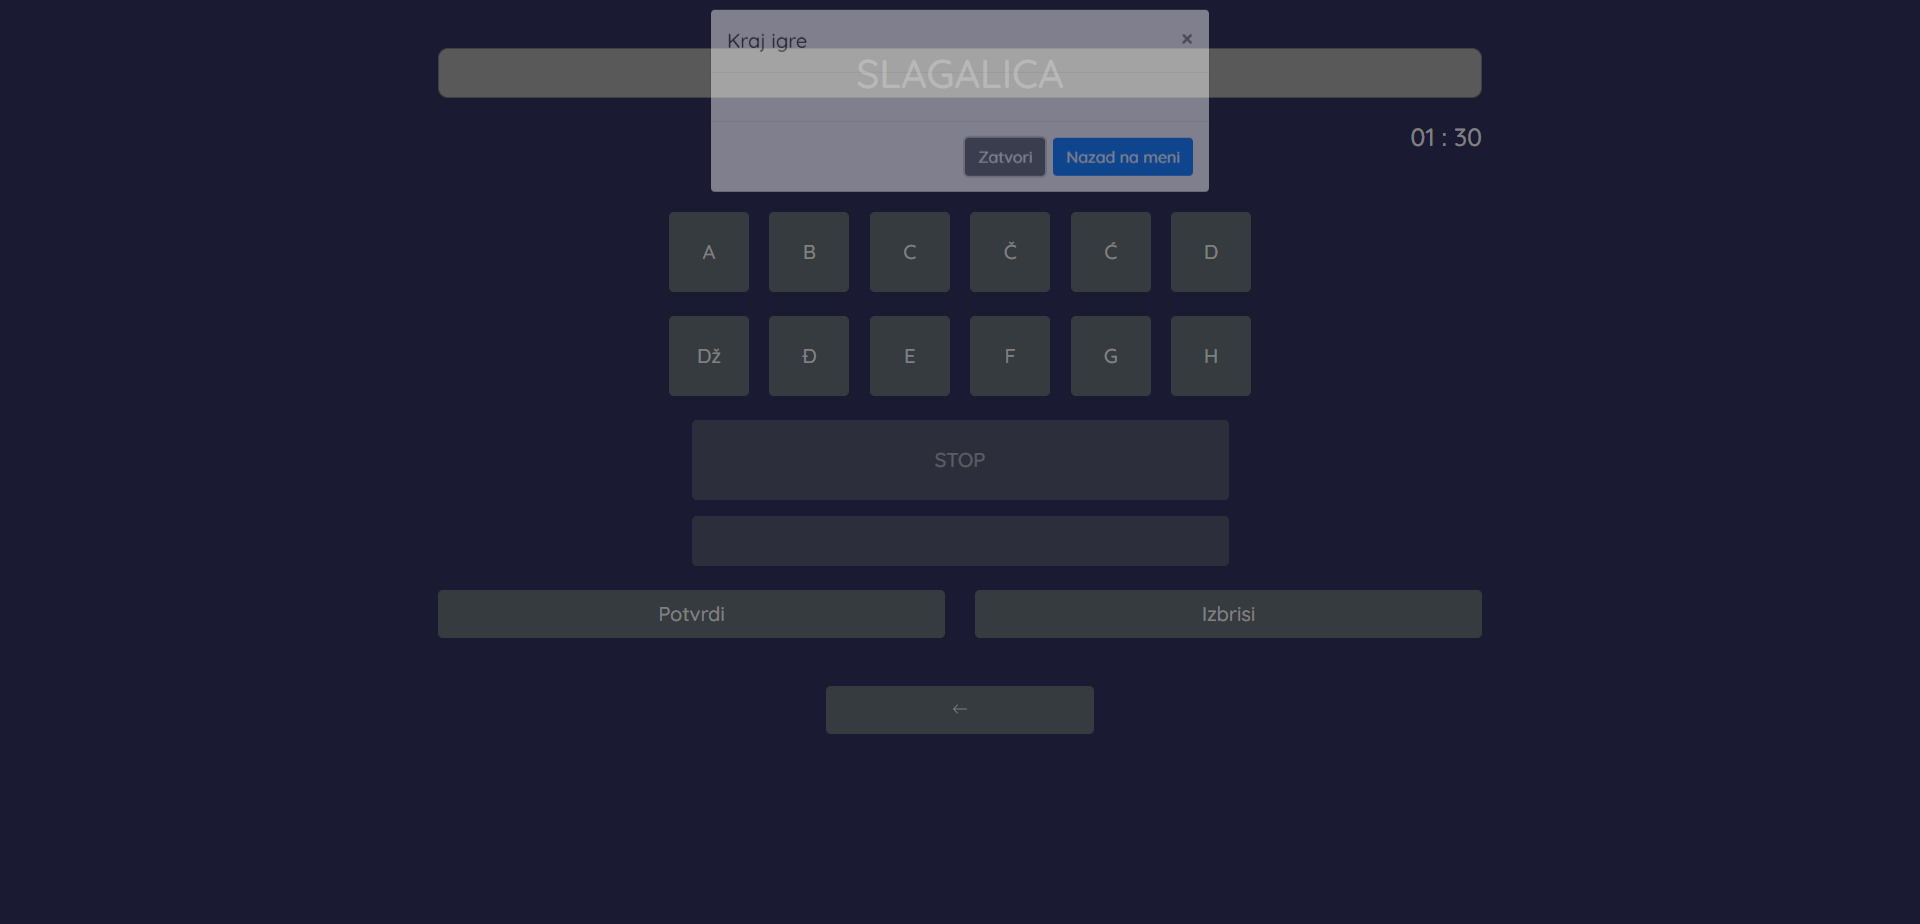 Kraj igre ×
SLAGALICA
01 : 30
Zatvori Nazad na meni
A B C Č Ć D
Dž Đ E F G H
STOP
Potvrdi Izbrisi
←